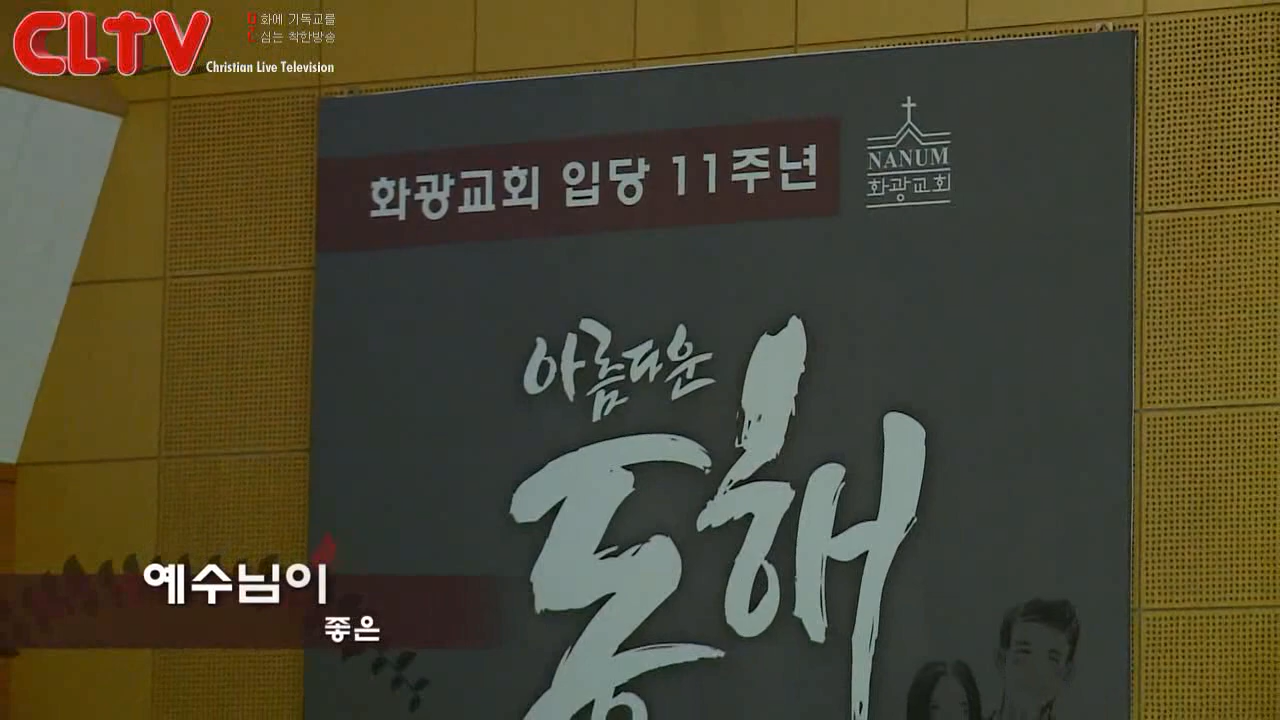 CLTV
문화에 기독교를
심는 착한방송
Christian Live Television
화광교회 입당 11주년
NANUM
화광교회
아름다운
동해
예수님이
좋은